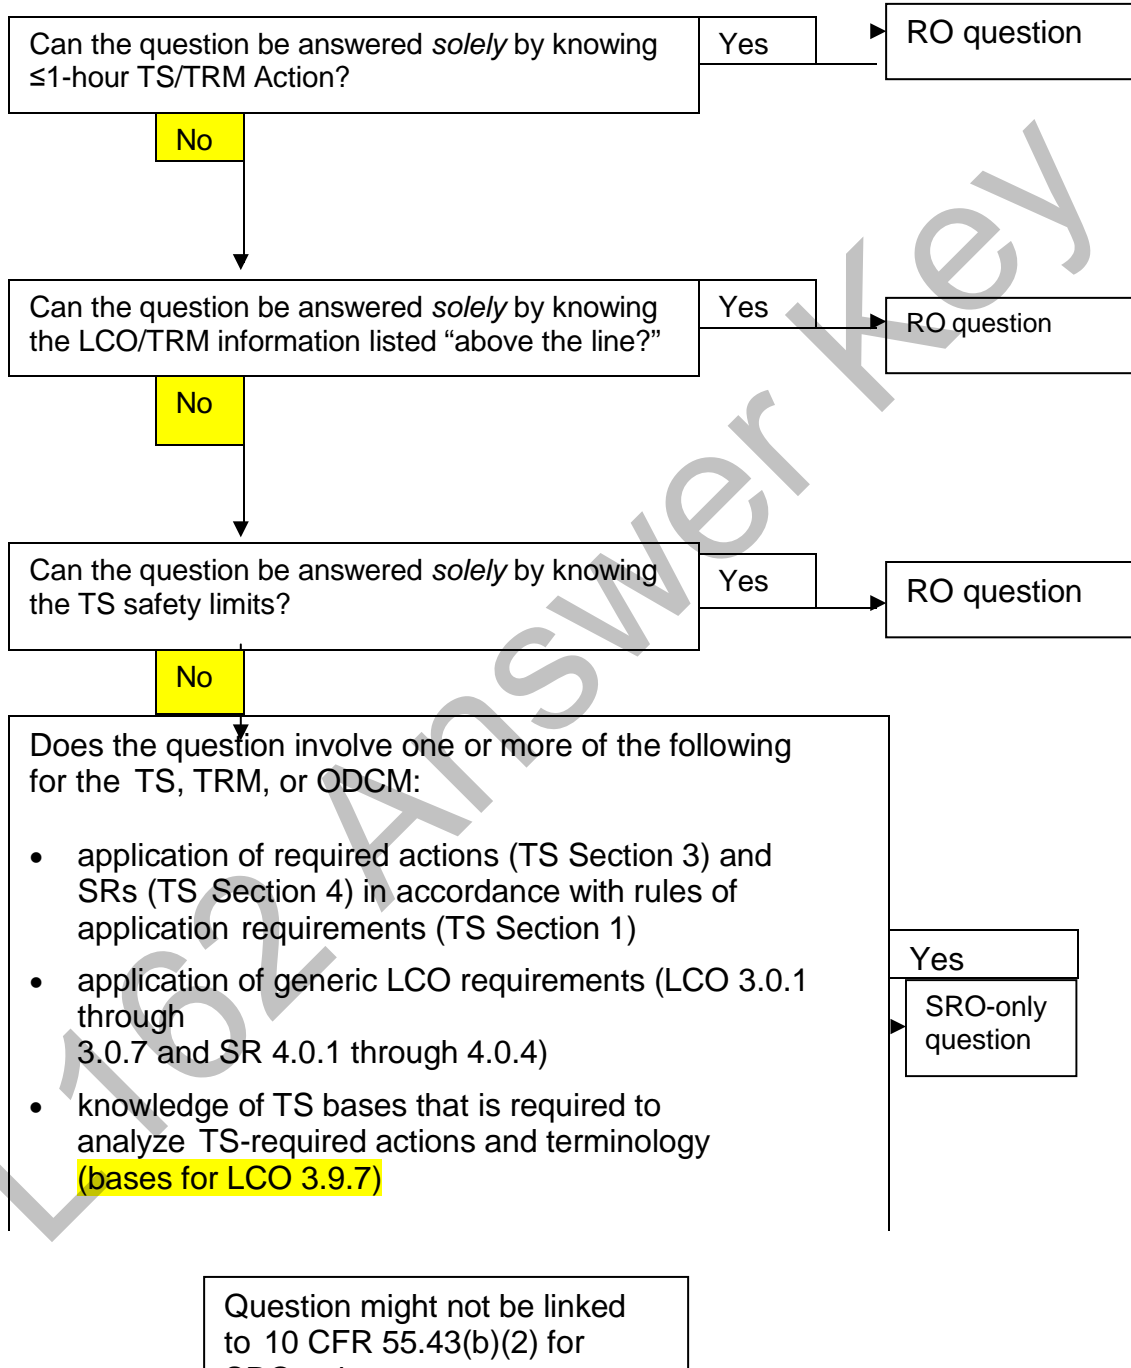 Can the question be answered solely by knowing
≤1-hour TS/TRM Action?
Yes
RO question
No
Can the question be answered solely by knowing
the LCO/TRM information listed “above the line?”
Yes
RO question
No
Can the question be answered solely by knowing
the TS safety limits?
Yes
RO question
No
Does the question involve one or more of the following
for the TS, TRM, or ODCM:
• application of required actions (TS Section 3) and
SRs (TS Section 4) in accordance with rules of
application requirements (TS Section 1)
• application of generic LCO requirements (LCO 3.0.1
through
3.0.7 and SR 4.0.1 through 4.0.4)
• knowledge of TS bases that is required to
analyze TS-required actions and terminology
(bases for LCO 3.9.7)
Yes
SRO-only
question
Question might not be linked
to 10 CFR 55.43(b)(2) for
L162 Answer Key